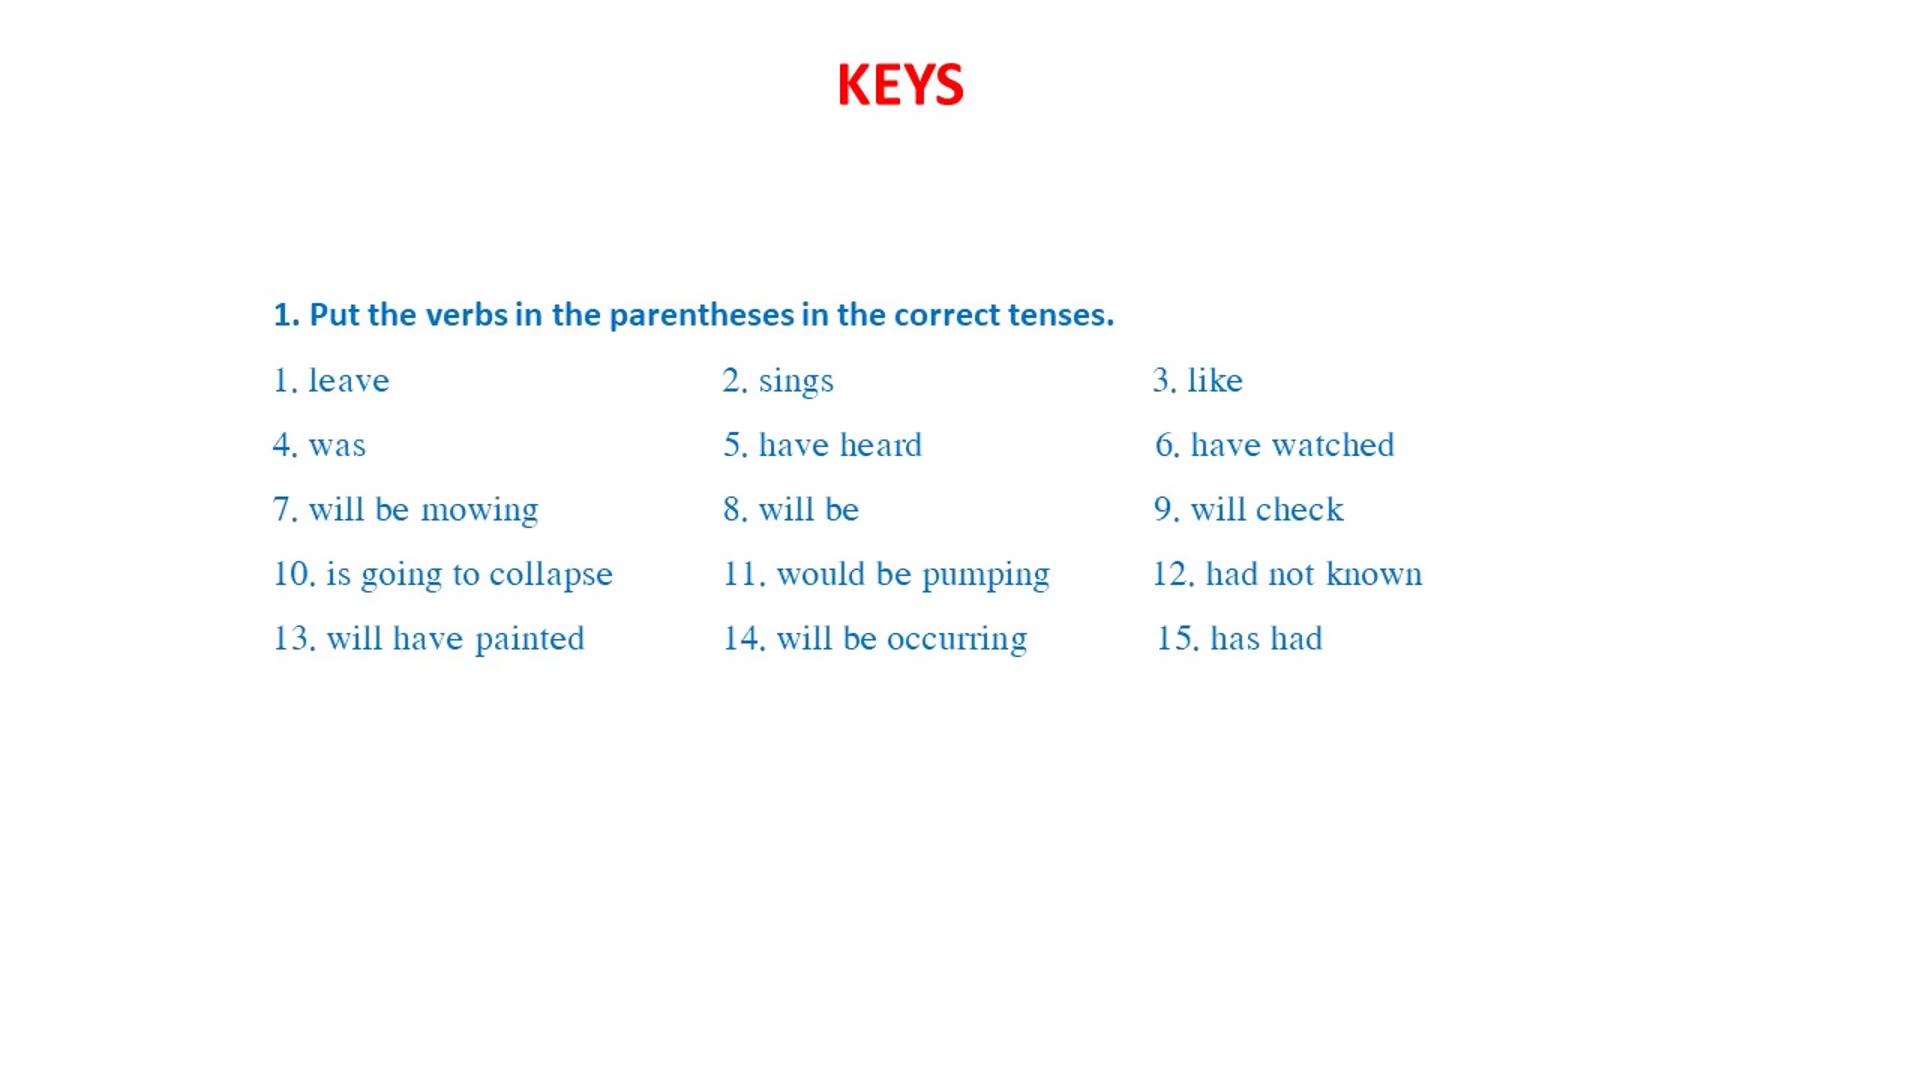 KEYS
1. Put the verbs in the parentheses in the correct tenses.
1. leave 2. sings 3. like
4. was 5. have heard 6. have watched
7. will be mowing 8. will be 9. will check
10. is going to collapse 11. would be pumping 12. had not known
13. will have painted 14. will be occurring 15. has had